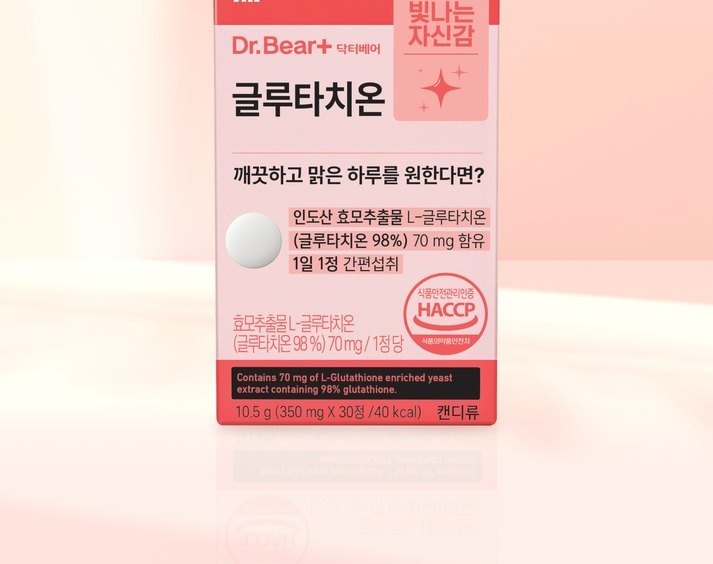 빛나는
자신감
Dr.Bear+ 닥터베어
글루타치온
깨끗하고 맑은 하루를 원한다면?
인도산 효모추출물 L-글루타치온
(글루타치온 98%) 70 mg 함유
1일 1정 간편섭취
식품안전관리인증
HACCP
식품의약품안전처
효모추출물 L-글루타치온
(글루타치온 98 %) 70 mg / 1정 당
Contains 70 mg of L-Glutathione enriched yeast
extract containing 98% glutathione.
10.5 g (350 mg X 30정 /40 kcal) 캔디류